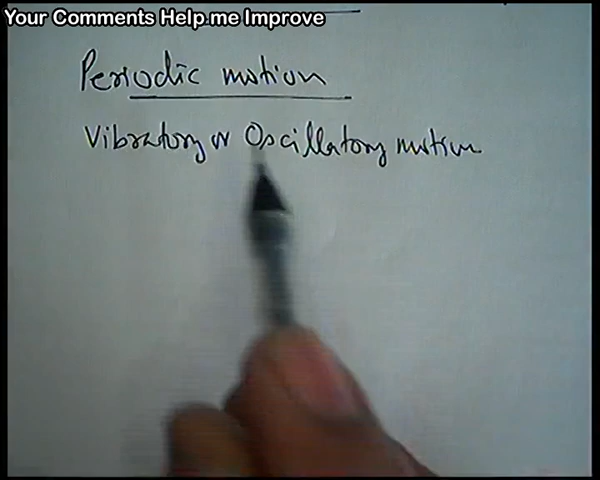 Your Comments Help me Improve
Periodic motion
Vibratory or Oscillatory motion